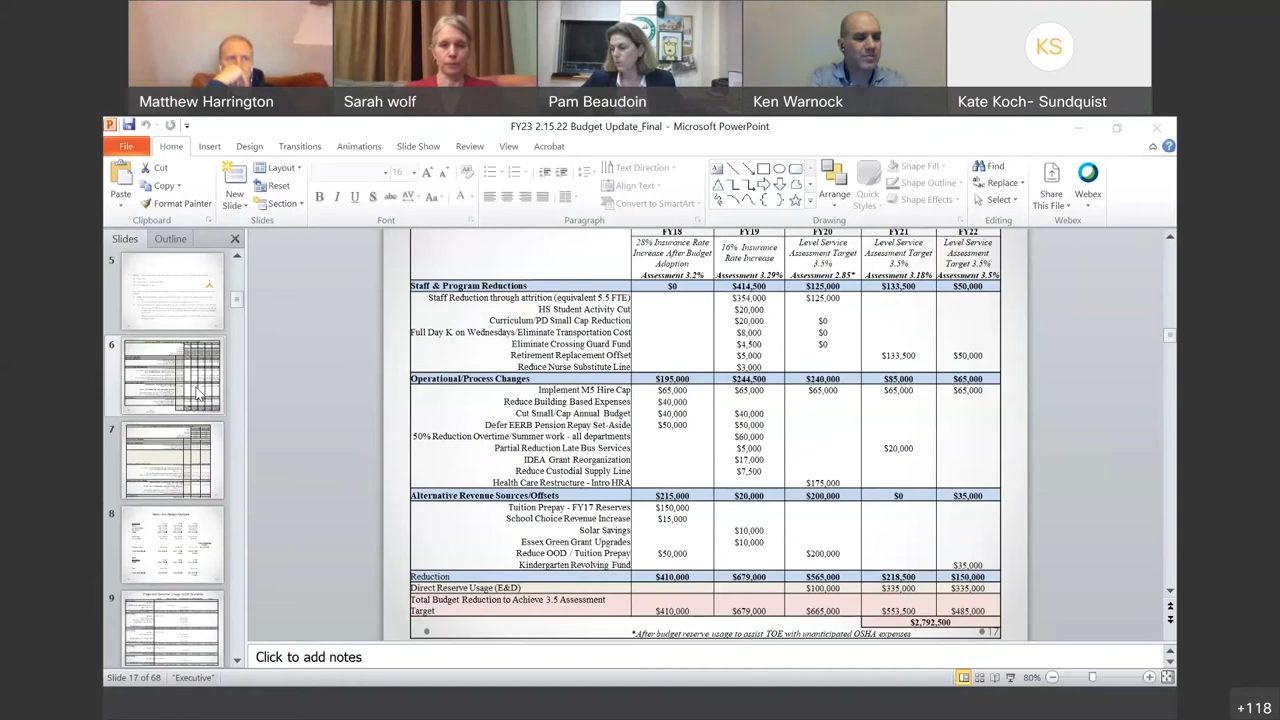 KS
Matthew Harrington
Sarah wolf
Pam Beaudoin
Ken Warnock
Kate Koch- Sundquist
FY23 2.15.22 Budget Update_Final - Microsoft PowerPoint
File Home Insert Design Transitions Animations Slide Show Review View Acrobat
Paste
Cut
Copy
Format Painter
Clipboard
New Slide
Layout
Reset
Section
Slides
16
Font
Text Direction
Align Text
Convert to SmartArt
Paragraph
Arrange
Quick Styles
Shape Fill
Shape Outline
Shape Effects
Drawing
Find
Replace
Select
Editing
Share This File
Webex
Webex
Slides Outline
5
6
7
8
9
FY18 FY19 FY20 FY21 FY22
28% Insurance Rate Increase After Budget Adoption
16% Insurance Rate Increase
Level Service Assessment Target 3.5%
Level Service Assessment Target 3.5%
Level Service Assessment Target 3.5%
Assessment 3.2% Assessment 3.29% Assessment 2.85* Assessment 3.18% Assessment 3.5%
Staff & Program Reductions $0 $414,500 $125,000 $133,500 $50,000
Staff Reduction through attrition (equivalent 5.5 FTE) $354,000 $125,000
HS Student Activity Cut $20,000
Curriculum/PD Small Cap Reduction $20,000 $0
Full Day K on Wednesdays/Eliminate Transportation Cost $8,000 $0
Eliminate Crossing Guard Fund $4,500 $0
Retirement Replacement Offset $5,000 $133,500 $50,000
Reduce Nurse Substitute Line $3,000
Operational/Process Changes $195,000 $244,500 $240,000 $85,000 $65,000
Implement M5 Hire Cap $65,000 $65,000 $65,000 $65,000 $65,000
Reduce Building Based Expenses $40,000
Cut Small/Cap Annual Budget $40,000 $40,000
Defer EERB Pension Repay Set-Aside $50,000 $50,000
50% Reduction Overtime/Summer work - all departments $60,000
Partial Reduction Late Bus Services $5,000 $20,000
IDEA Grant Reorganization $17,000
Reduce Custodial Supply Line $7,500
Health Care Restructure - Intro HRA $175,000
Alternative Revenue Sources/Offsets $215,000 $20,000 $200,000 $0 $35,000
Tuition Prepay - FY17 Reserves $150,000
School Choice Revenue Increase $15,000
Solar Savings $10,000
Essex Green Grant Upgrades $10,000
Reduce OOD / Tuition Prepay $50,000 $200,000
Kindergarten Revolving Fund $35,000
Reduction $410,000 $679,000 $565,000 $218,500 $150,000
Direct Reserve Usage (E&D) $100,000 $335,000 $335,000
Total Budget Reduction to Achieve 3.5 Assessment
Target $410,000 $679,000 $665,000 $553,500 $485,000
$2,792,500
*After budget reserve usage to assist TOE with unanticipated OSHA expenses
Click to add notes
Slide 17 of 68 "Executive" 80%
+118